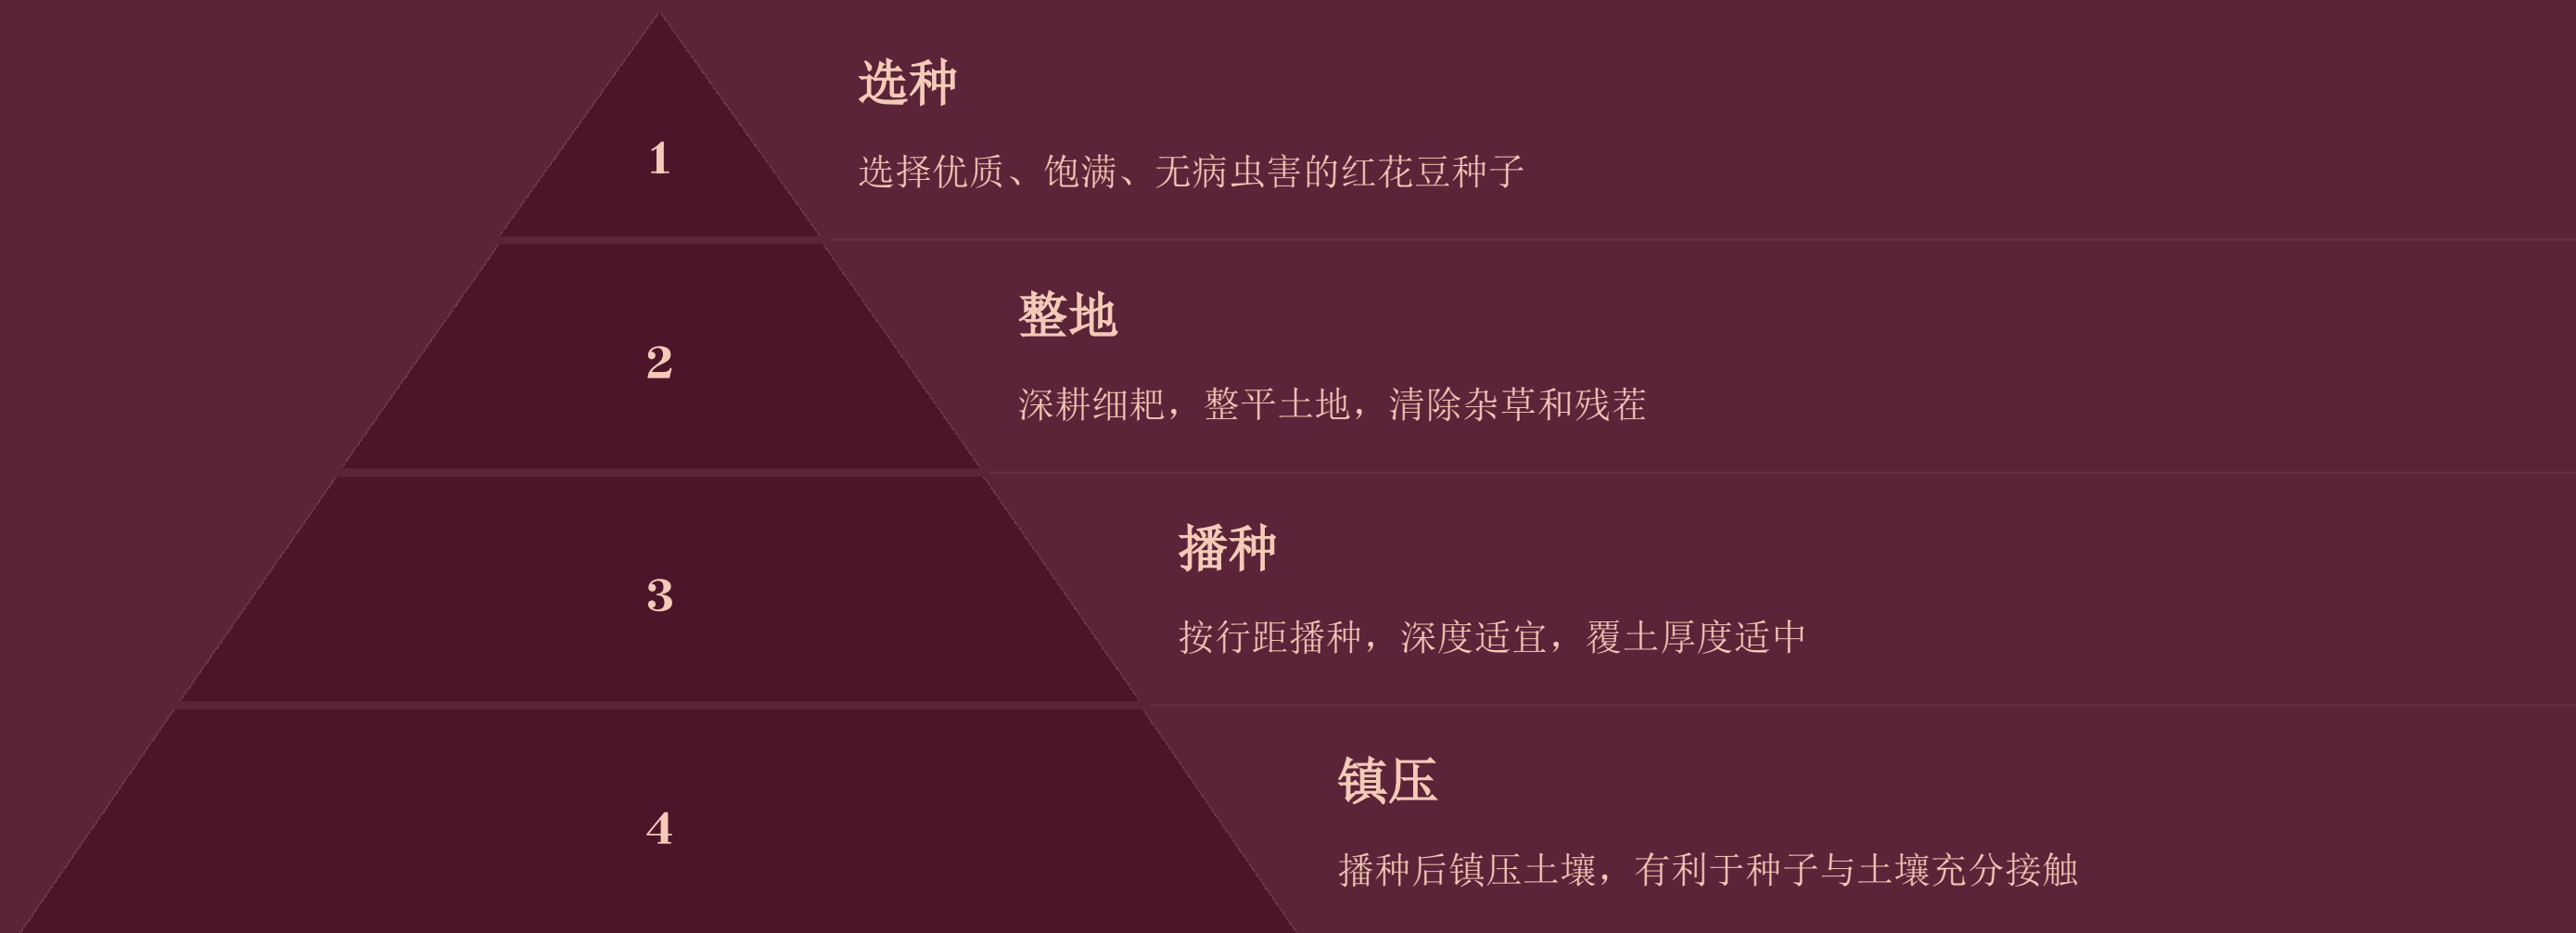 选种
1
选择优质、饱满、无病虫害的红花豆种子
整地
2
深耕细耙，整平土地，清除杂草和残茬
播种
3
按行距播种，深度适宜，覆土厚度适中
镇压
4
播种后镇压土壤，有利于种子与土壤充分接触